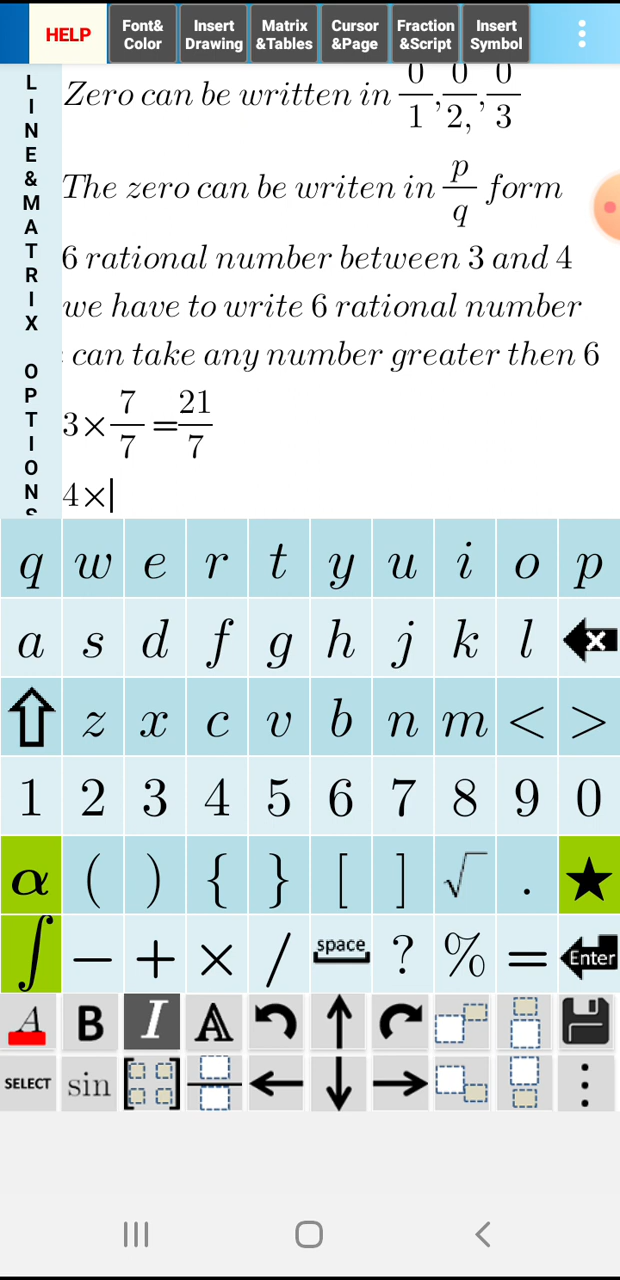 HELP Font& Color Insert Drawing Matrix &Tables Cursor &Page Fraction &Script Insert Symbol
LINE& MATRIX OPTIONS
Zero can be written in 0/1, 0/2, , 0/3
The zero can be writen in p/q form
6 rational number between 3 and 4
we have to write 6 rational number
can take any number greater then 6
3 × 7/7 = 21/7
4×
q w e r t y u i o p
a s d f g h j k l
z x c v b n m < >
1 2 3 4 5 6 7 8 9 0
α ( ) { } [ ] √ . ★
∫ − + × / space ? % = Enter
A B I A
SELECT sin